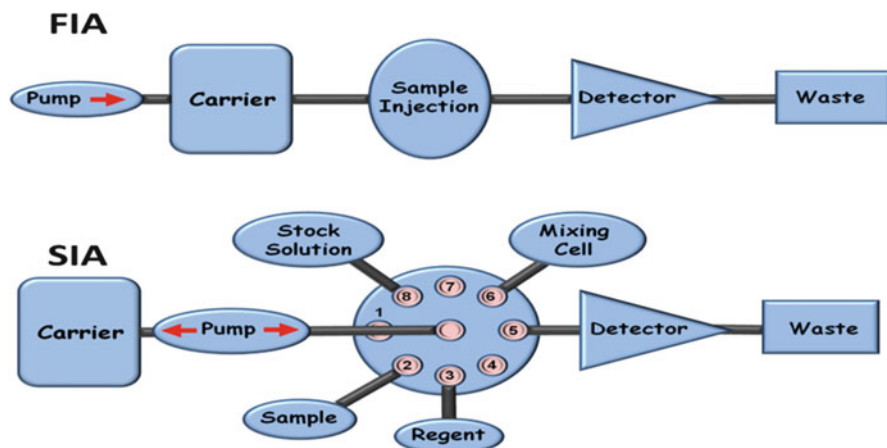 FIA
Pump
Carrier
Sample
Injection
Detector
Waste
SIA
Stock
Solution
Mixing
Cell
Carrier
Pump
1
8
7
6
5
4
3
2
Detector
Waste
Sample
Regent